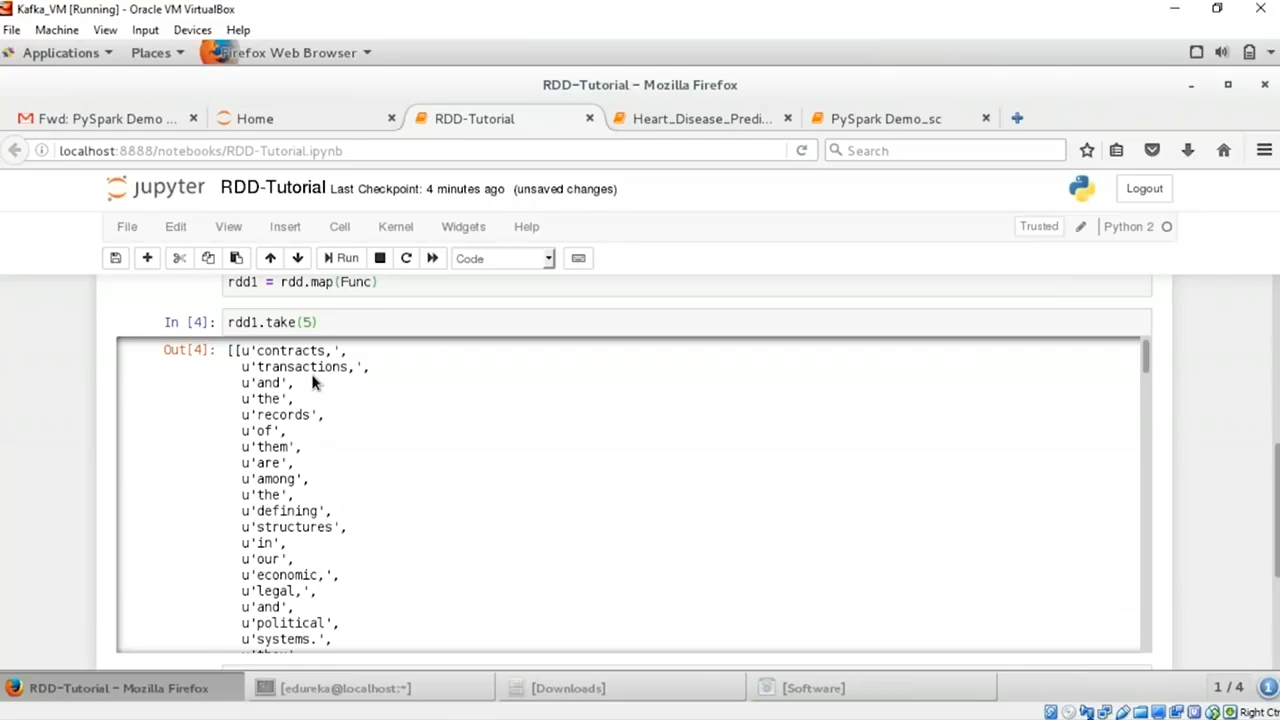 Kafka_VM [Running] - Oracle VM VirtualBox
File Machine View Input Devices Help
Applications Places Firefox Web Browser
RDD-Tutorial - Mozilla Firefox
Fwd: PySpark Demo ... Home RDD-Tutorial Heart_Disease_Predi... PySpark Demo_sc
localhost:8888/notebooks/RDD-Tutorial.ipynb Search
jupyter RDD-Tutorial Last Checkpoint: 4 minutes ago (unsaved changes) Logout
File Edit View Insert Cell Kernel Widgets Help Trusted Python 2
Run Code
rdd1 = rdd.map(Func)
In [4]: rdd1.take(5)
Out[4]: [[u'contracts,',
u'transactions,',
u'and',
u'the',
u'records',
u'of',
u'them',
u'are',
u'among',
u'the',
u'defining',
u'structures',
u'in',
u'our',
u'economic,',
u'legal,',
u'and',
u'political',
u'systems.',
RDD-Tutorial - Mozilla Firefox [edureka@localhost:~] [Downloads] [Software] 1 / 4 1
Right Ctr